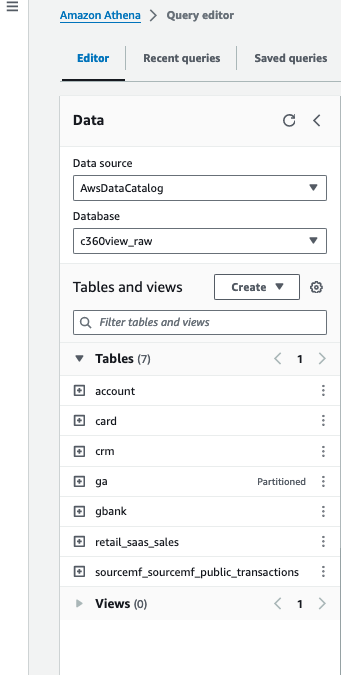 Amazon Athena > Query editor
Editor Recent queries Saved queries
Data
Data source
AwsDataCatalog
Database
c360view_raw
Tables and views Create
Filter tables and views
Tables (7) 1
account
card
crm
ga Partitioned
gbank
retail_saas_sales
sourcemf_sourcemf_public_transactions
Views (0) 1